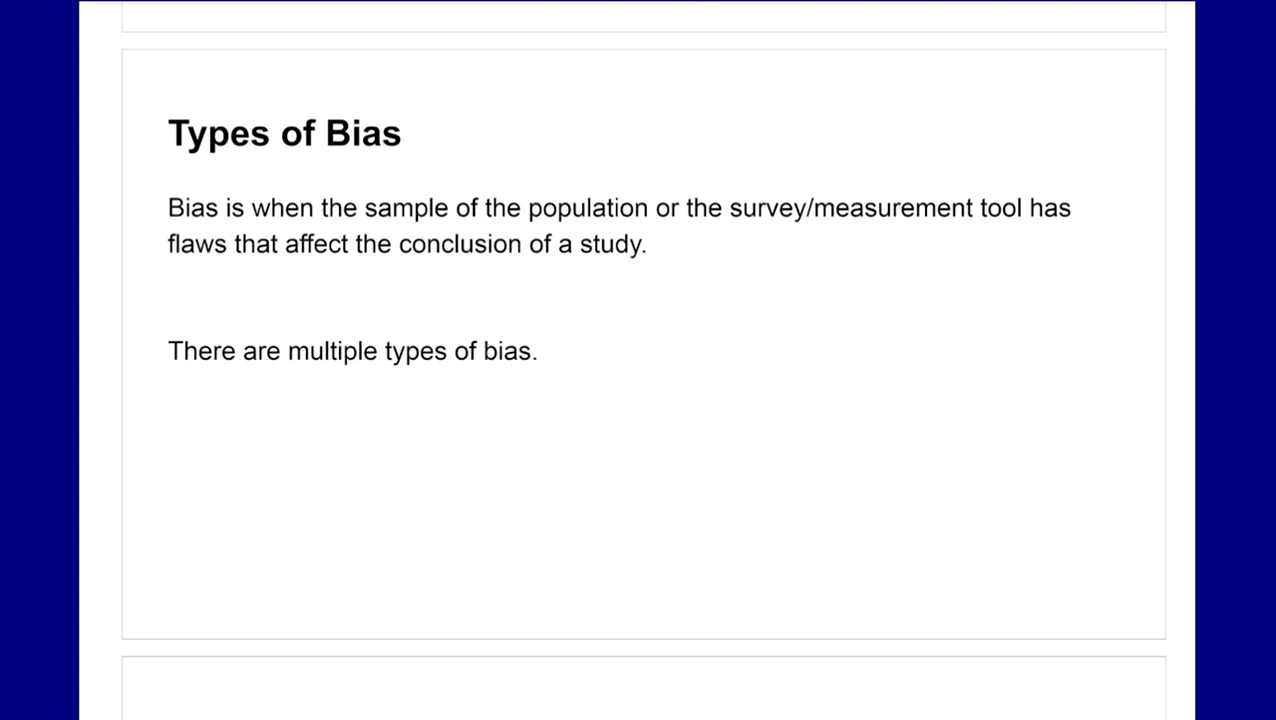 Types of Bias
Bias is when the sample of the population or the survey/measurement tool has
flaws that affect the conclusion of a study.
There are multiple types of bias.